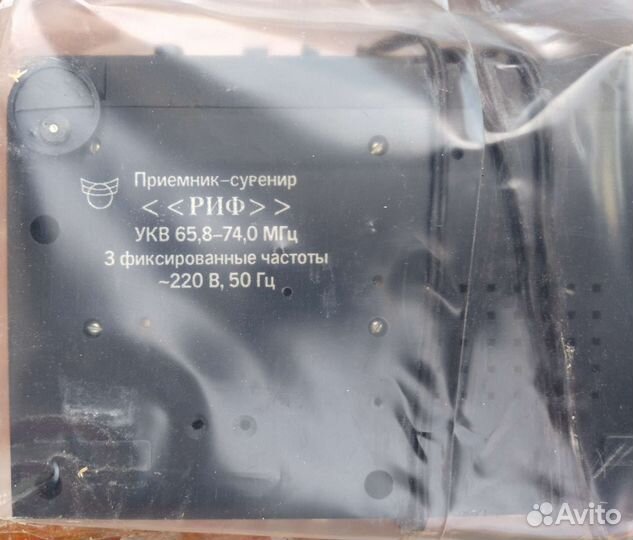 Приемник–сувенир
<<РИФ>>
УКВ 65,8–74,0 МГц
3 фиксированные частоты
~220 В, 50 Гц
Avito